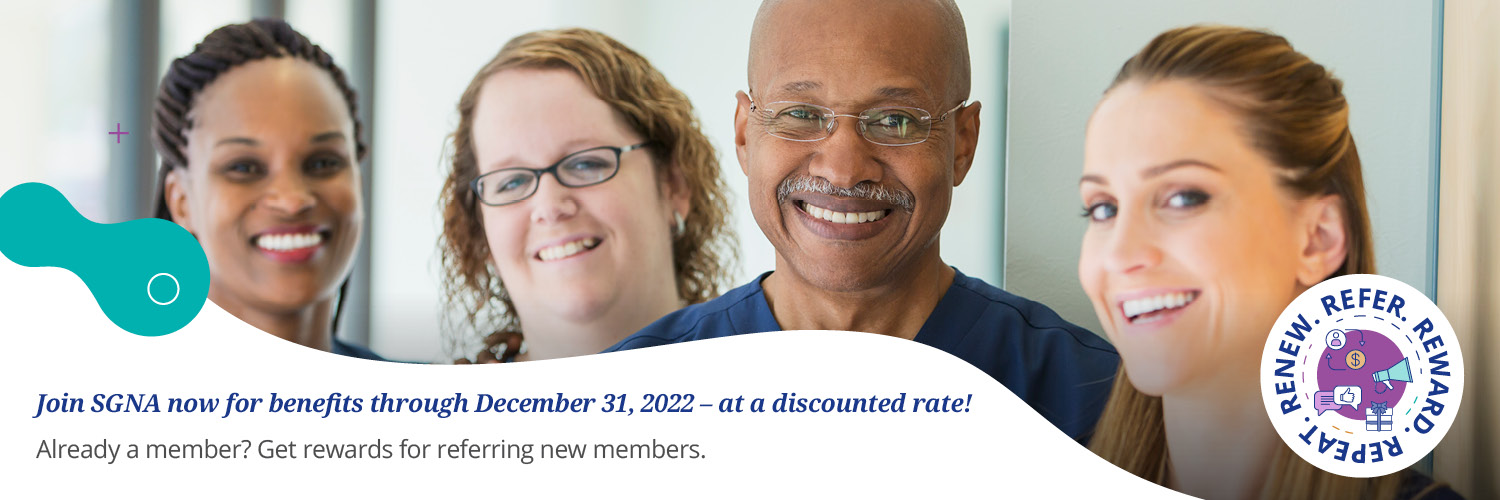 Join SGNA now for benefits through December 31, 2022 – at a discounted rate!
Already a member? Get rewards for referring new members.
RENEW. REFER. REWARD. REPEAT.